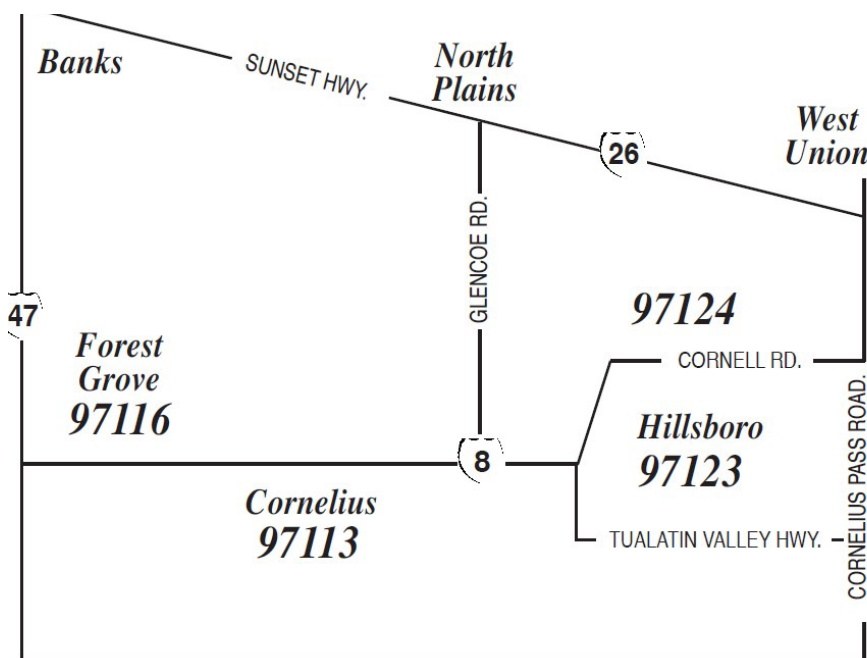 Banks
SUNSET HWY.
North
Plains
West
Union
26
GLENCOE RD.
97124
47
Forest
Grove
97116
CORNELL RD.
Hillsboro
97123
8
Cornelius
97113
TUALATIN VALLEY HWY.
CORNELIUS PASS ROAD.